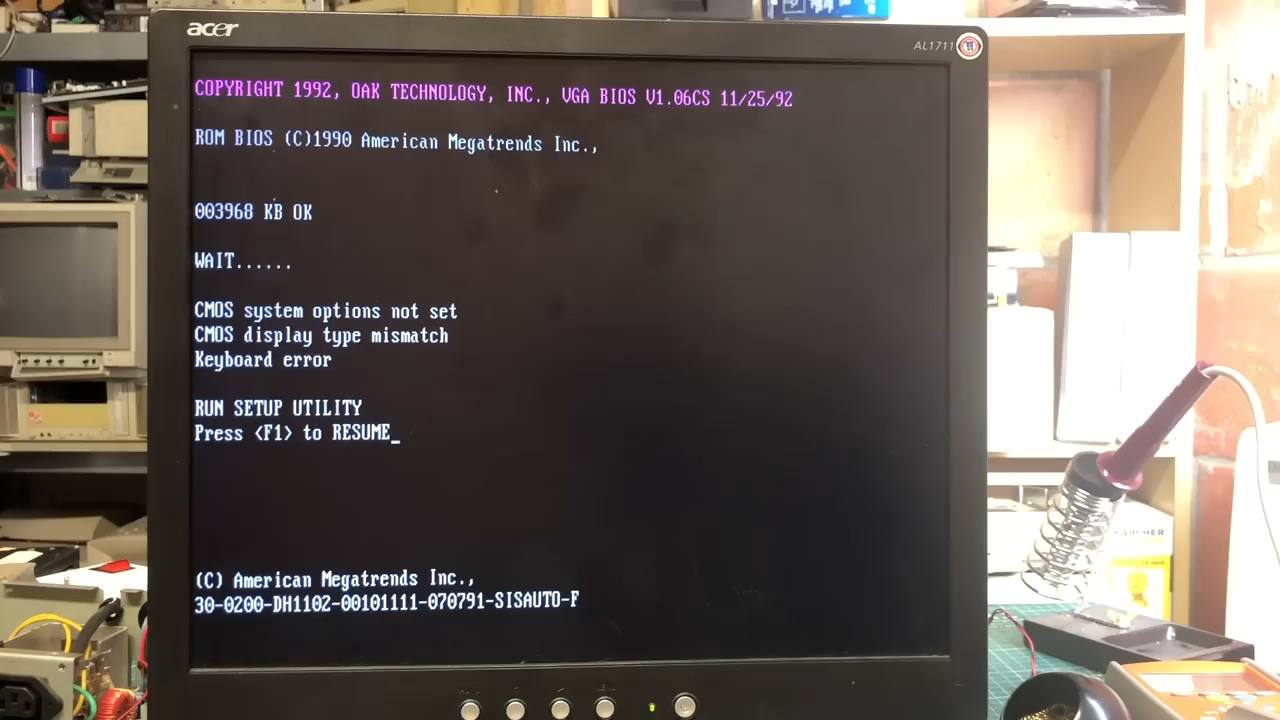 acer
AL1711
COPYRIGHT 1992, OAK TECHNOLOGY, INC., VGA BIOS V1.06CS 11/25/92
ROM BIOS (C)1990 American Megatrends Inc.,
003968 KB OK
WAIT......
CMOS system options not set
CMOS display type mismatch
Keyboard error
RUN SETUP UTILITY
Press <F1> to RESUME_
(C) American Megatrends Inc.,
30-0200-DH1102-00101111-070791-SISAUTO-F